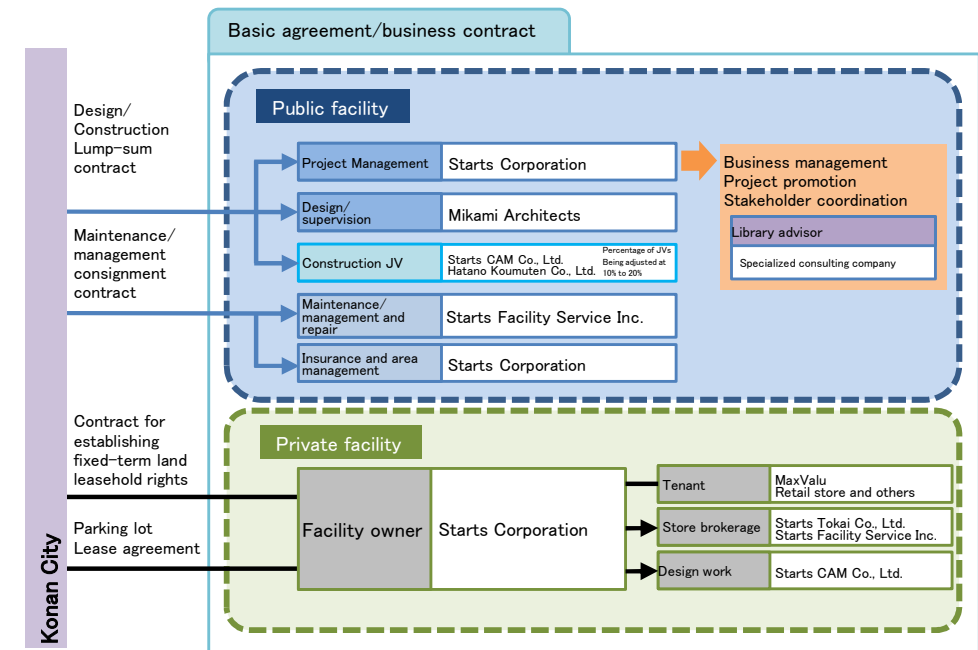 Basic agreement/business contract
Konan City
Design/
Construction
Lump-sum
contract
Maintenance/
management
consignment
contract
Public facility
Project Management
Starts Corporation
Design/
supervision
Mikami Architects
Construction JV
Starts CAM Co., Ltd.
Hatano Koumuten Co., Ltd.
Percentage of JVs
Being adjusted at
10% to 20%
Maintenance/
management and
repair
Starts Facility Service Inc.
Insurance and area
management
Starts Corporation
Business management
Project promotion
Stakeholder coordination
Library advisor
Specialized consulting company
Contract for
establishing
fixed-term land
leasehold rights
Parking lot
Lease agreement
Private facility
Facility owner
Starts Corporation
Tenant
MaxValu
Retail store and others
Store brokerage
Starts Tokai Co., Ltd.
Starts Facility Service Inc.
Design work
Starts CAM Co., Ltd.